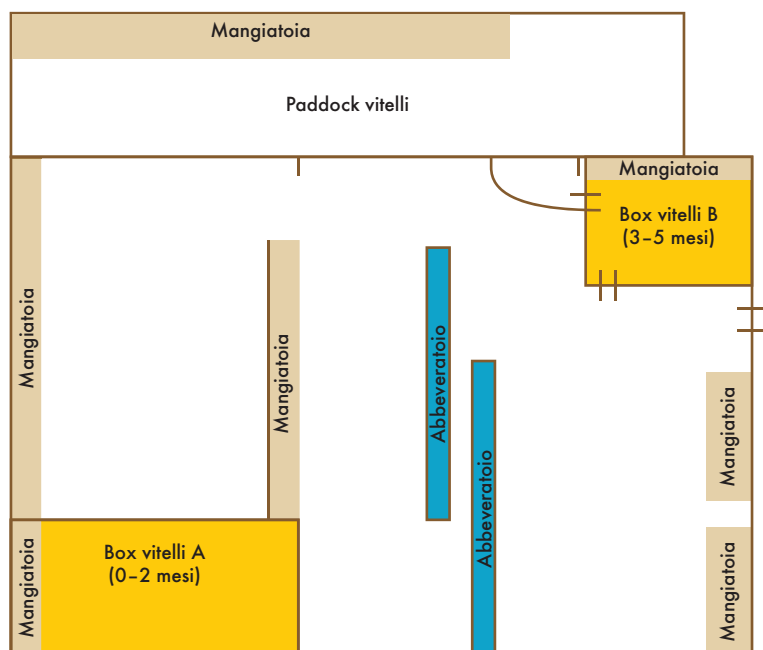 Mangiatoia
Paddock vitelli
Mangiatoia
Box vitelli B
(3–5 mesi)
Mangiatoia
Mangiatoia
Abbeveratoio
Abbeveratoio
Mangiatoia
Mangiatoia
Box vitelli A
(0–2 mesi)
Mangiatoia